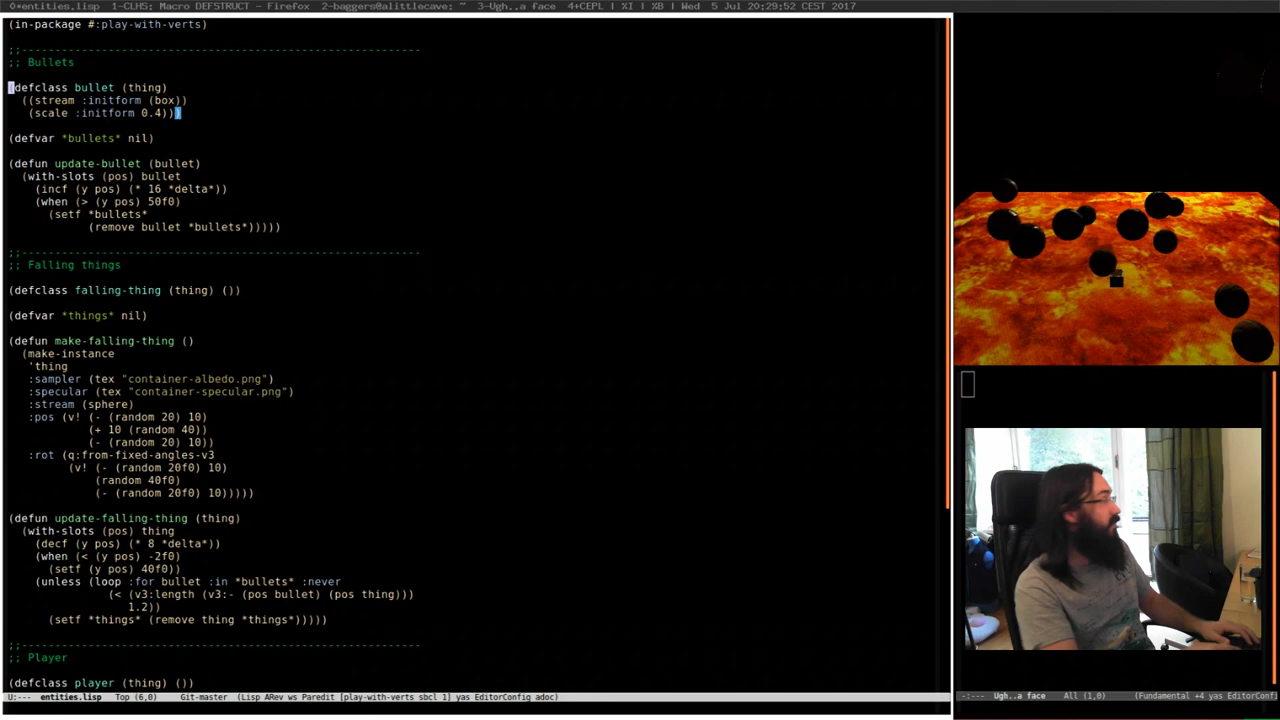 0*entities.lisp  1-CLHS: Macro DEFSTRUCT - Firefox  2-baggers@alittlecave: ~  3-Ugh..a face  4+CEPL | XI | XB | Wed  5 Jul 20:29:52 CEST 2017
(in-package #:play-with-verts)
;;------------------------------------------------------------
;; Bullets
(defclass bullet (thing)
  ((stream :initform (box))
   (scale :initform 0.4)))
(defvar *bullets* nil)
(defun update-bullet (bullet)
  (with-slots (pos) bullet
    (incf (y pos) (* 16 *delta*))
    (when (> (y pos) 50f0)
      (setf *bullets*
            (remove bullet *bullets*)))))
;;------------------------------------------------------------
;; Falling things
(defclass falling-thing (thing) ())
(defvar *things* nil)
(defun make-falling-thing ()
  (make-instance
   'thing
   :sampler (tex "container-albedo.png")
   :specular (tex "container-specular.png")
   :stream (sphere)
   :pos (v! (- (random 20) 10)
            (+ 10 (random 40))
            (- (random 20) 10))
   :rot (q:from-fixed-angles-v3
         (v! (- (random 20f0) 10)
             (random 40f0)
             (- (random 20f0) 10)))))
(defun update-falling-thing (thing)
  (with-slots (pos) thing
    (decf (y pos) (* 8 *delta*))
    (when (< (y pos) -2f0)
      (setf (y pos) 40f0))
    (unless (loop :for bullet :in *bullets* :never
               (< (v3:length (v3:- (pos bullet) (pos thing)))
                  1.2))
      (setf *things* (remove thing *things*)))))
;;------------------------------------------------------------
;; Player
(defclass player (thing) ())
U:---  entities.lisp   Top (6,0)    Git-master  (Lisp ARev ws Paredit [play-with-verts sbcl 1] yas EditorConfig adoc)
-:---  Ugh..a face    All (1,0)     (Fundamental +4 yas EditorConfi